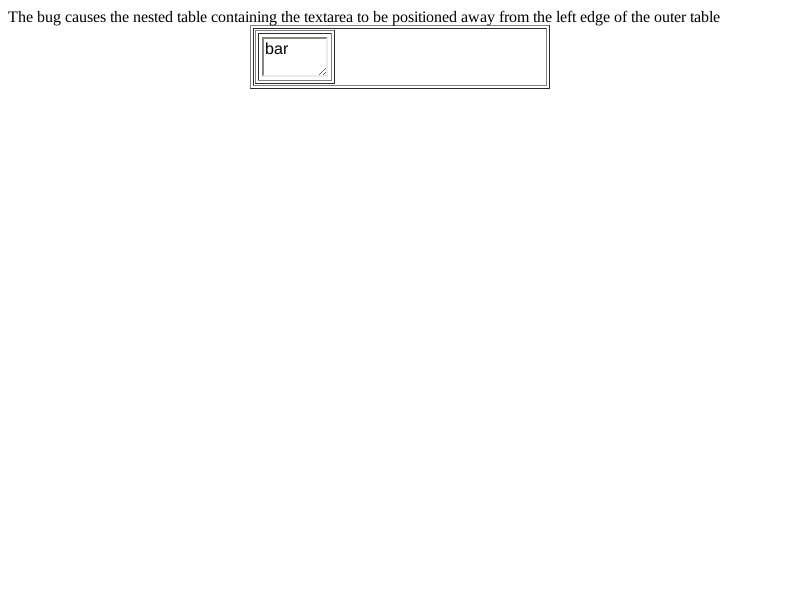 The bug causes the nested table containing the textarea to be positioned away from the left edge of the outer table
bar